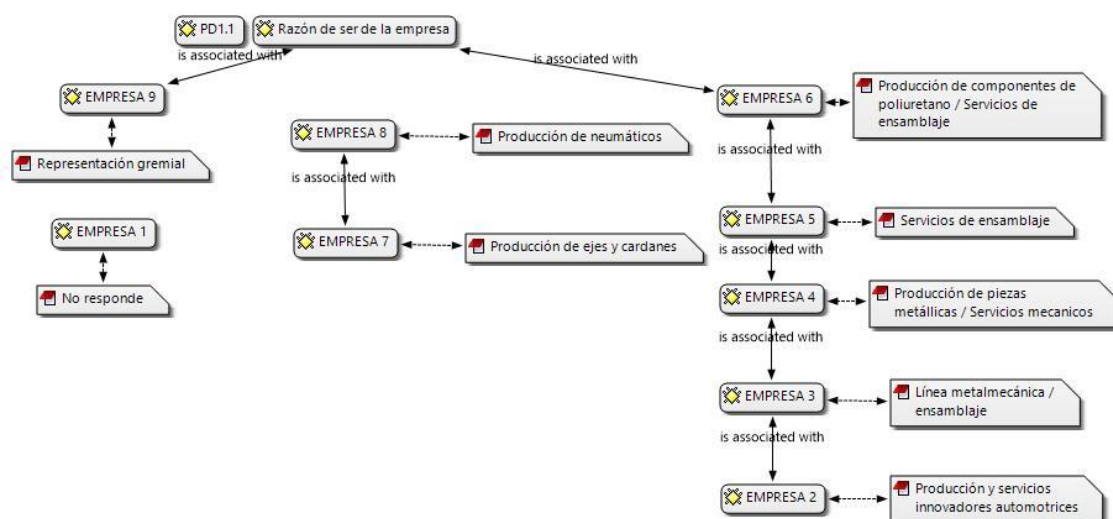 PD1.1
Razón de ser de la empresa
is associated with
is associated with
EMPRESA 9
Representación gremial
EMPRESA 1
No responde
EMPRESA 8
Producción de neumáticos
is associated with
EMPRESA 7
Producción de ejes y cardanes
EMPRESA 6
Producción de componentes de
poliuretano / Servicios de
ensamblaje
is associated with
EMPRESA 5
Servicios de ensamblaje
is associated with
EMPRESA 4
Producción de piezas
metállicas / Servicios mecanicos
is associated with
EMPRESA 3
Línea metalmecánica /
ensamblaje
is associated with
EMPRESA 2
Producción y servicios
innovadores automotrices